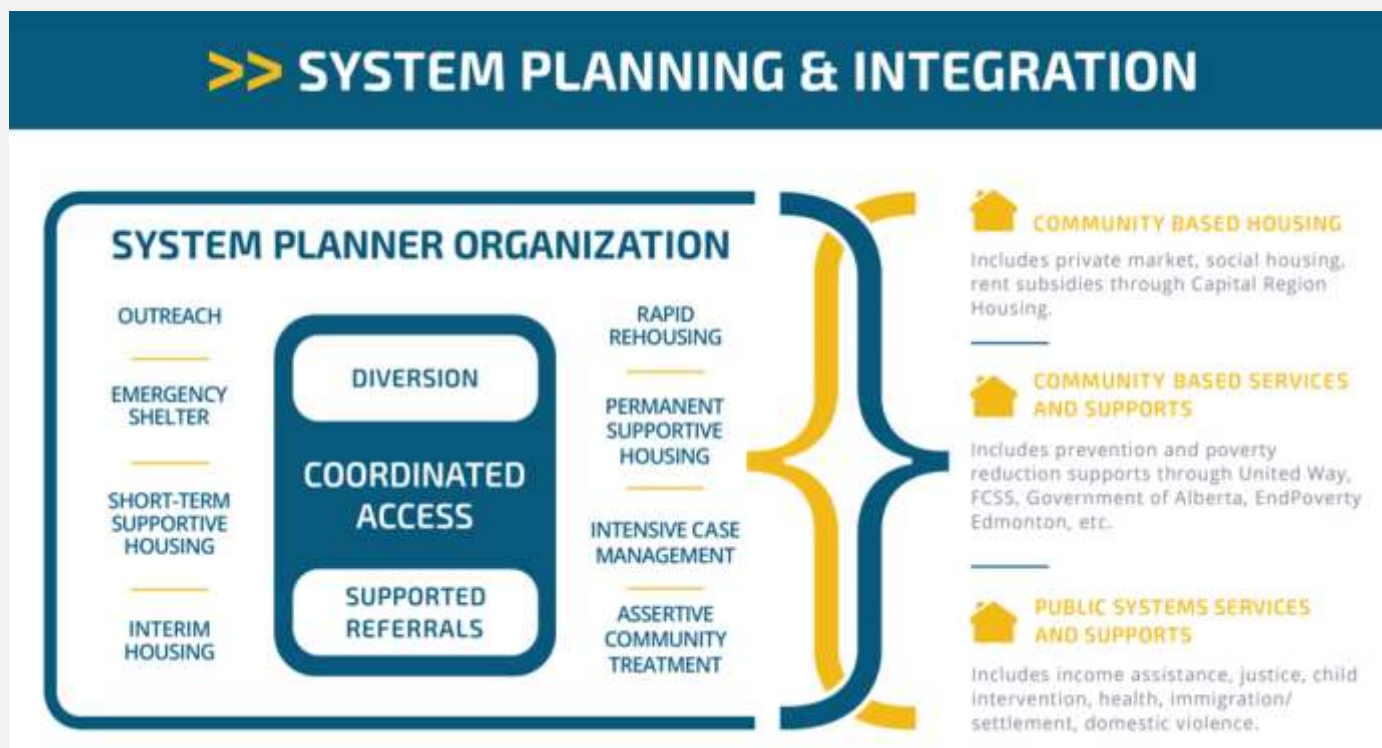 >> SYSTEM PLANNING & INTEGRATION
SYSTEM PLANNER ORGANIZATION
OUTREACH
EMERGENCY
SHELTER
SHORT-TERM
SUPPORTIVE
HOUSING
INTERIM
HOUSING
DIVERSION
COORDINATED
ACCESS
SUPPORTED
REFERRALS
RAPID
REHOUSING
PERMANENT
SUPPORTIVE
HOUSING
INTENSIVE CASE
MANAGEMENT
ASSERTIVE
COMMUNITY
TREATMENT
COMMUNITY BASED HOUSING
Includes private market, social housing,
rent subsidies through Capital Region
Housing.
COMMUNITY BASED SERVICES
AND SUPPORTS
Includes prevention and poverty
reduction supports through United Way,
FCSS, Government of Alberta, EndPoverty
Edmonton, etc.
PUBLIC SYSTEMS SERVICES
AND SUPPORTS
Includes income assistance, justice, child
intervention, health, immigration/
settlement, domestic violence.